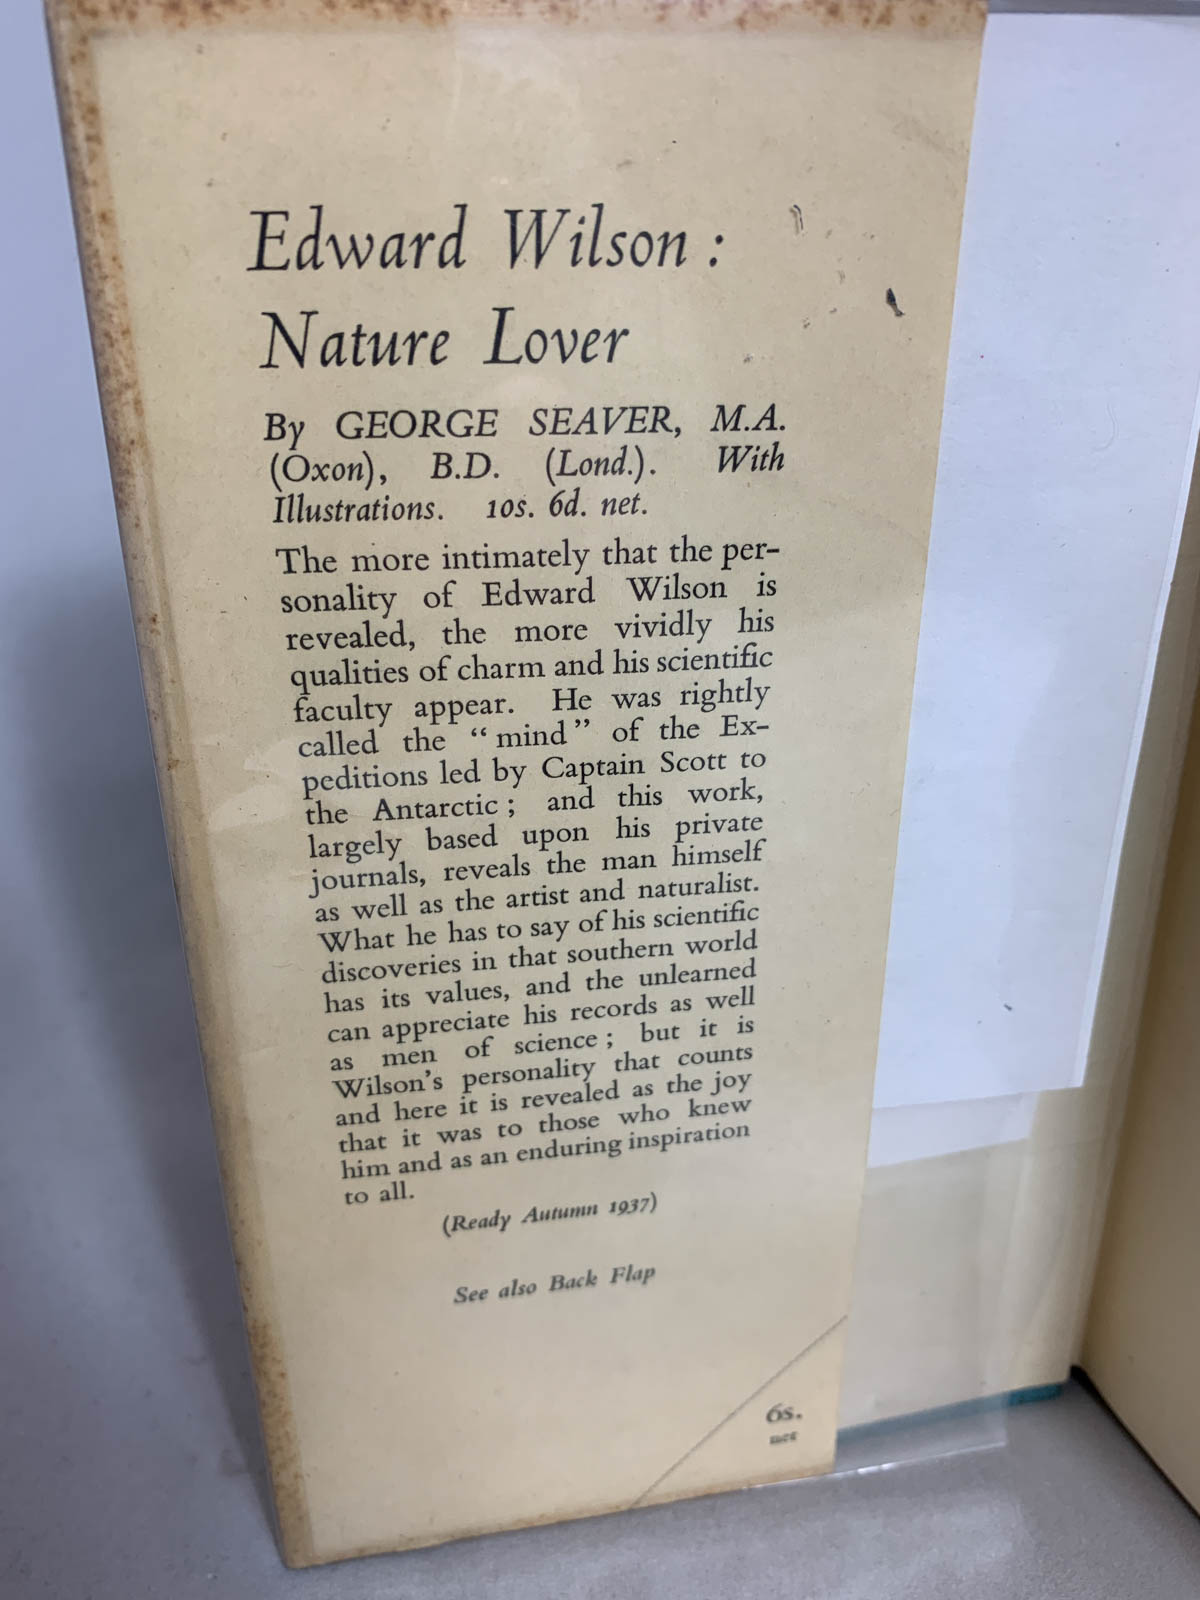 Edward Wilson :
Nature Lover
By GEORGE SEAVER, M.A.
(Oxon), B.D. (Lond.). With
Illustrations. 10s. 6d. net.
The more intimately that the per-
sonality of Edward Wilson is
revealed, the more vividly his
qualities of charm and his scientific
faculty appear. He was rightly
called the “mind” of the Ex-
peditions led by Captain Scott to
the Antarctic ; and this work,
largely based upon his private
journals, reveals the man himself
as well as the artist and naturalist.
What he has to say of his scientific
discoveries in that southern world
has its values, and the unlearned
can appreciate his records as well
as men of science ; but it is
Wilson's personality that counts
and here it is revealed as the joy
that it was to those who knew
him and as an enduring inspiration
to all.
(Ready Autumn 1937)
See also Back Flap
6s.
net